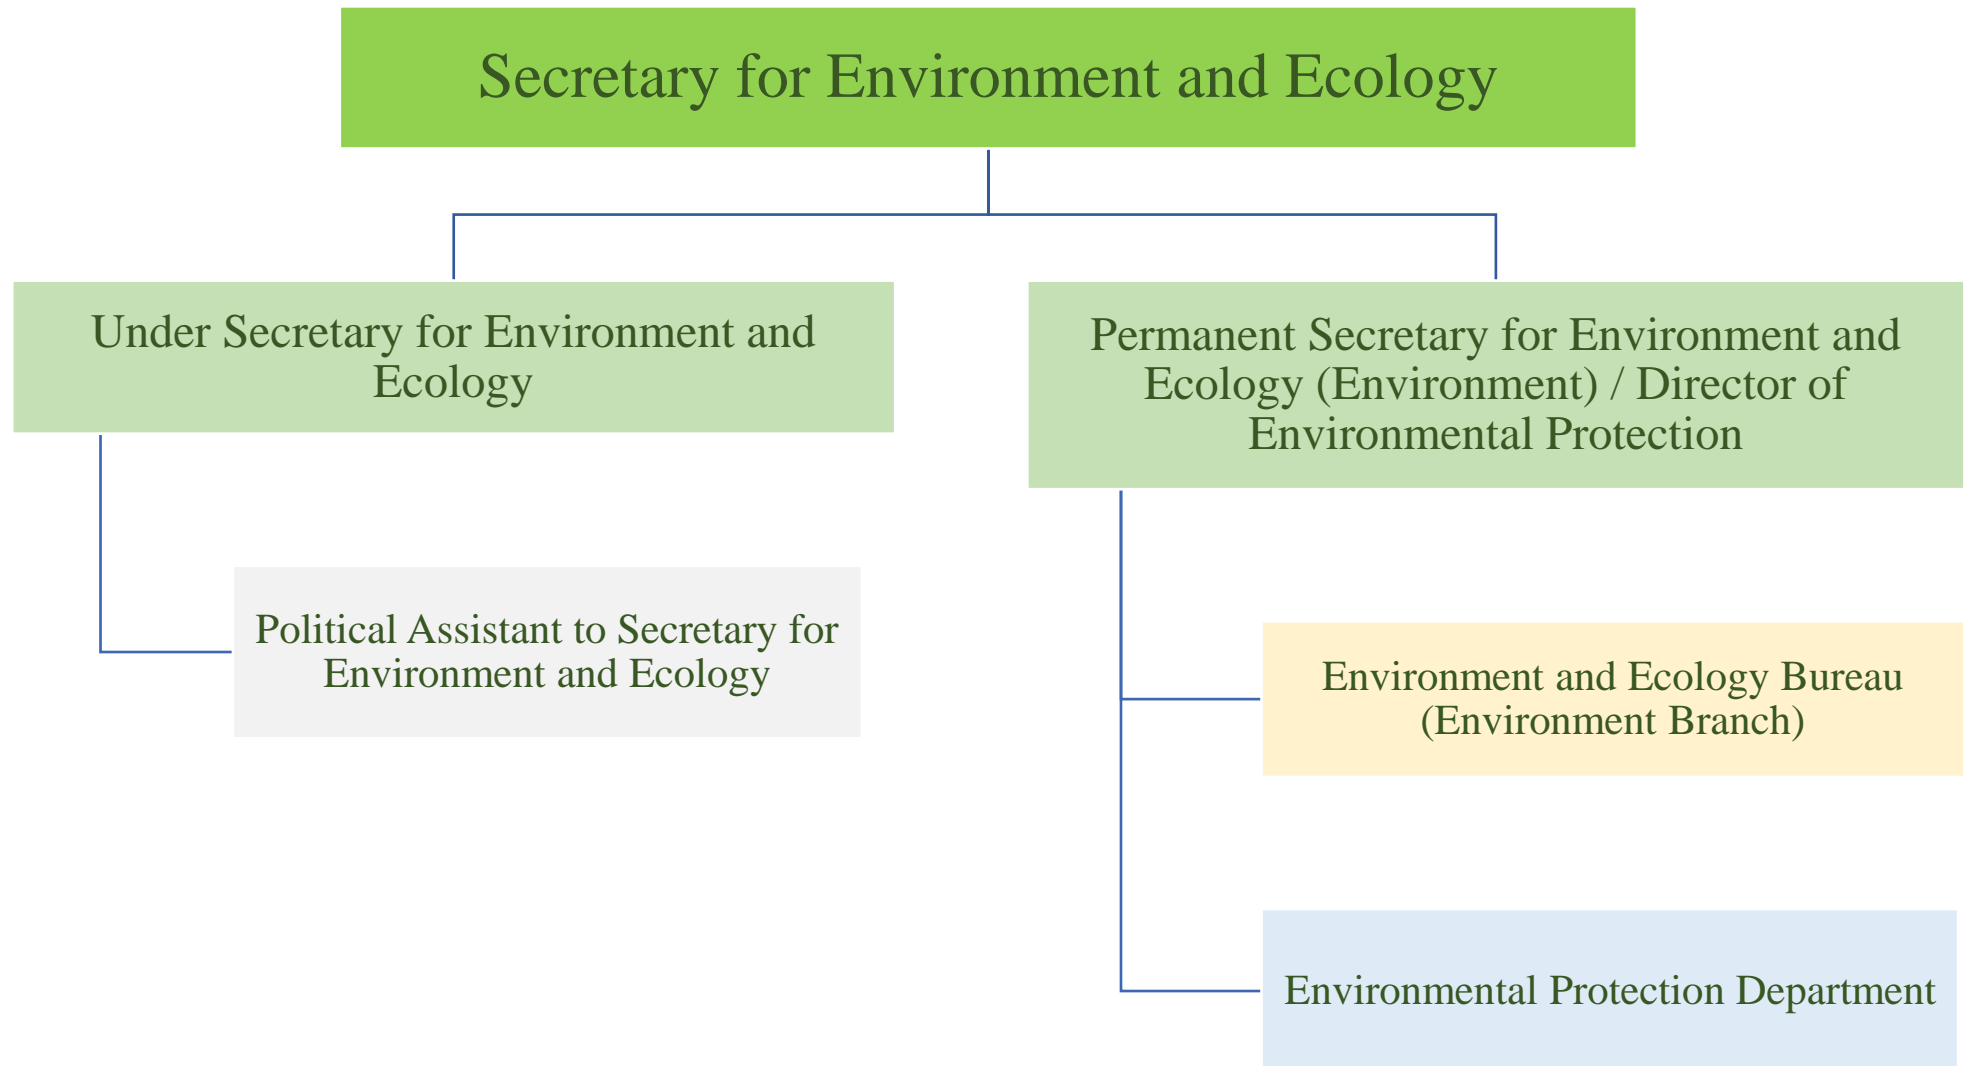 Secretary for Environment and Ecology
Under Secretary for Environment and
Ecology
Permanent Secretary for Environment and
Ecology (Environment) / Director of
Environmental Protection
Political Assistant to Secretary for
Environment and Ecology
Environment and Ecology Bureau
(Environment Branch)
Environmental Protection Department